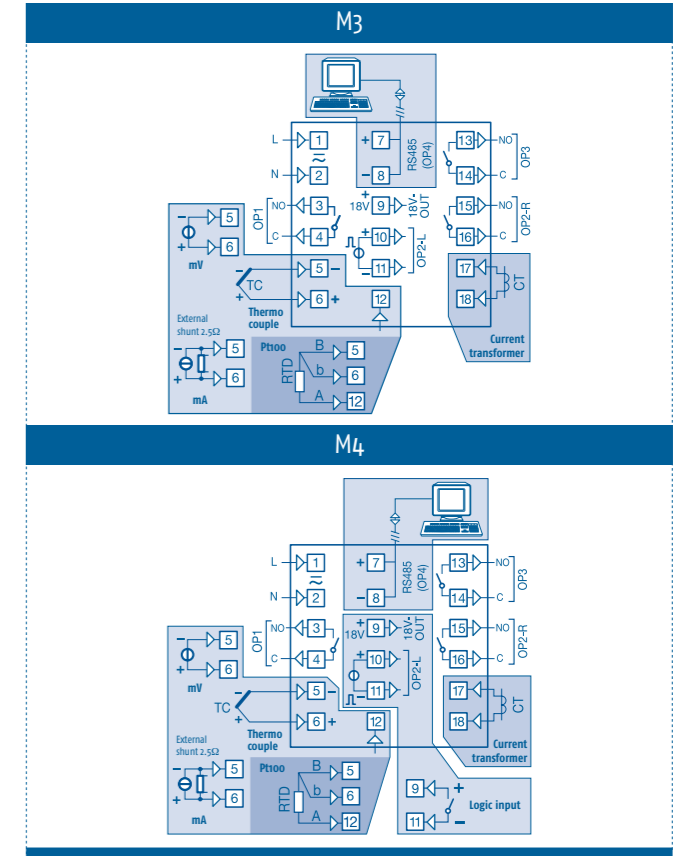 M3
L 1
N 2
OP1
NO 3
C 4
+ 7
– 8
RS485
(OP4)
+
18V 9 18V-
OUT
+ 10
– 11
OP2-L
12
13 NO
14 C
OP3
15 NO
16 C
OP2-R
17
18
CT
Current
transformer
– 5
+ 6
mV
– 5 –
TC
+ 6 +
Thermo
couple
External
shunt 2.5Ω
– 5
+ 6
mA
Pt100
RTD
B 5
b 6
A 12
M4
L 1
N 2
OP1
NO 3
C 4
+ 7
– 8
RS485
(OP4)
+
18V 9 18V-
OUT
+ 10
– 11
OP2-L
12
13 NO
14 C
OP3
15 NO
16 C
OP2-R
17
18
CT
Current
transformer
– 5
+ 6
mV
– 5 –
TC
+ 6 +
Thermo
couple
External
shunt 2.5Ω
– 5
+ 6
mA
Pt100
RTD
B 5
b 6
A 12
9 +
11 –
Logic input